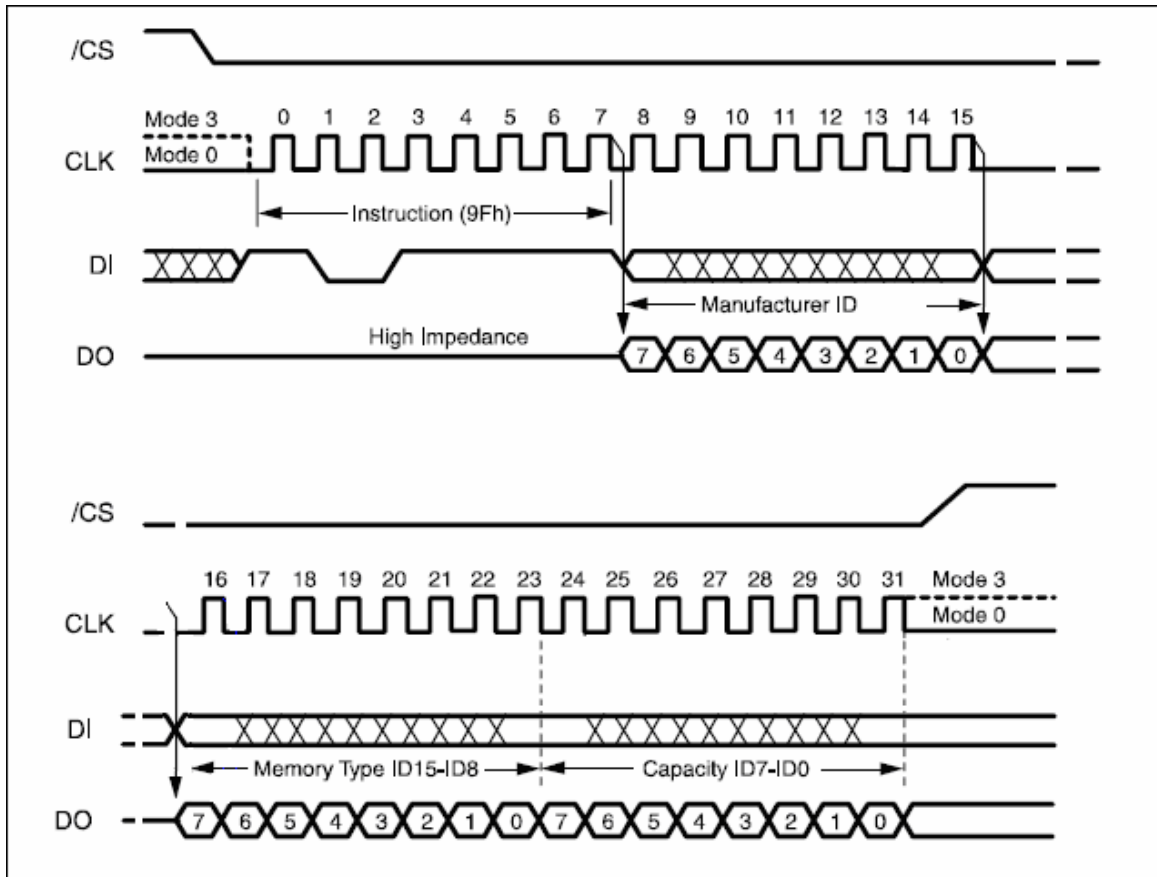 /CS
Mode 3
0 1 2 3 4 5 6 7 8 9 10 11 12 13 14 15
Mode 0
CLK
Instruction (9Fh)
DI
Manufacturer ID
High Impedance
DO
7 6 5 4 3 2 1 0
/CS
16 17 18 19 20 21 22 23 24 25 26 27 28 29 30 31
Mode 3
Mode 0
CLK
DI
Memory Type ID15-ID8
Capacity ID7-ID0
DO
7 6 5 4 3 2 1 0 7 6 5 4 3 2 1 0